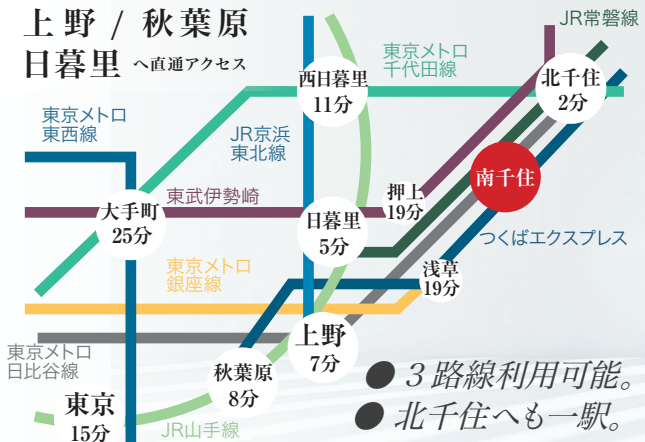 上野 / 秋葉原
日暮里 へ直通アクセス
JR常磐線
東京メトロ
千代田線
西日暮里
11分
北千住
2分
東京メトロ
東西線
JR京浜
東北線
南千住
東武伊勢崎
押上
19分
大手町
25分
日暮里
5分
つくばエクスプレス
東京メトロ
銀座線
浅草
19分
東京メトロ
日比谷線
上野
7分
秋葉原
8分
東京
15分
JR山手線
● 3路線利用可能。
● 北千住へも一駅。